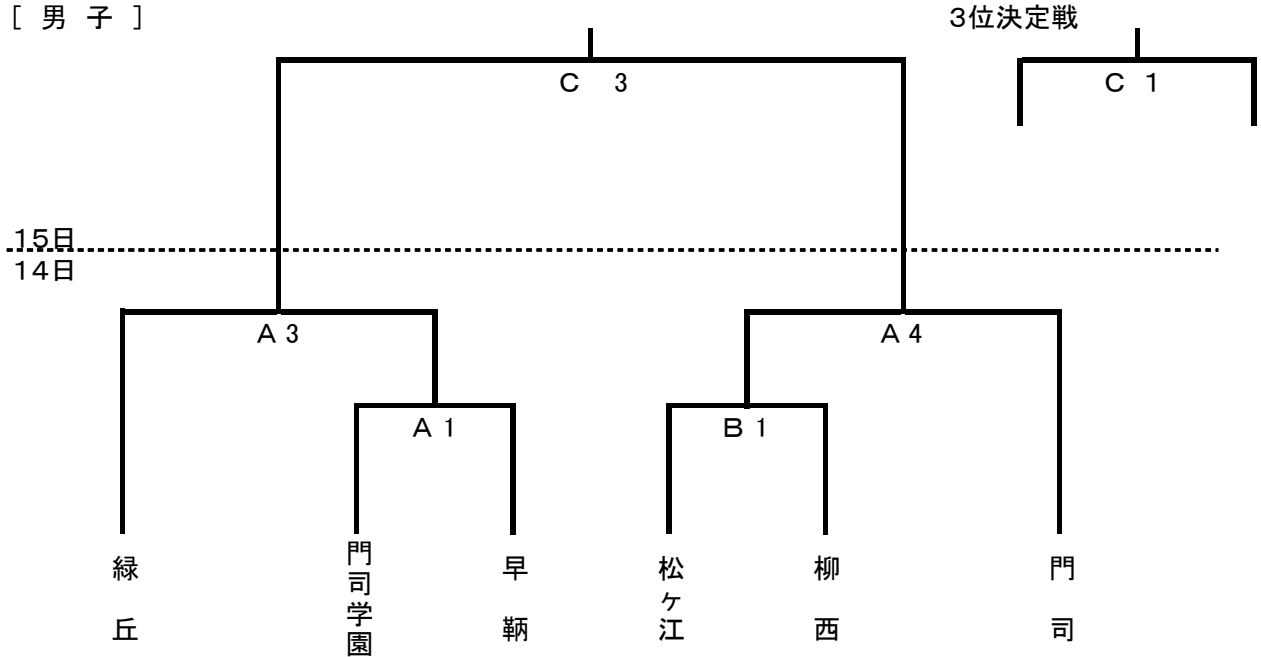 [ 男 子 ]
3位決定戦
C 3
C 1
15日
14日
A 3
A 4
A 1
B 1
緑丘
門司学園
早鞆
松ヶ江
柳西
門司